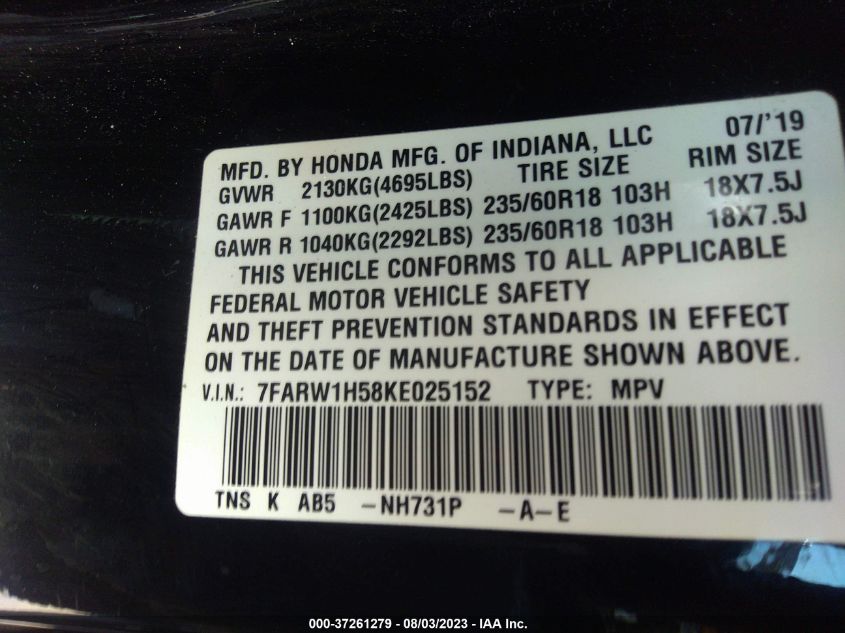 MFD. BY HONDA MFG. OF INDIANA, LLC 07/'19
GVWR 2130KG(4695LBS) TIRE SIZE RIM SIZE
GAWR F 1100KG(2425LBS) 235/60R18 103H 18X7.5J
GAWR R 1040KG(2292LBS) 235/60R18 103H 18X7.5J
THIS VEHICLE CONFORMS TO ALL APPLICABLE
FEDERAL MOTOR VEHICLE SAFETY
AND THEFT PREVENTION STANDARDS IN EFFECT
ON THE DATE OF MANUFACTURE SHOWN ABOVE.
V.I.N.: 7FARW1H58KE025152 TYPE: MPV
TNS K AB5 -NH731P -A-E
000-37261279 - 08/03/2023 - IAA Inc.